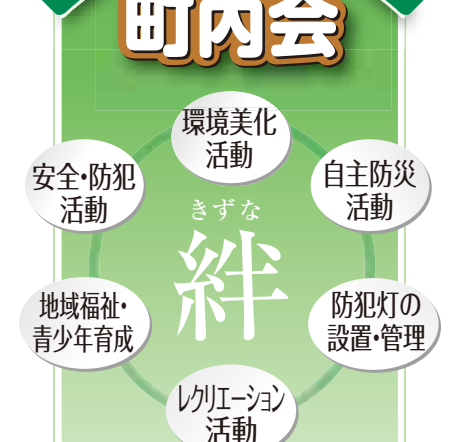 町内会
環境美化
活動
安全・防犯
活動
自主防災
活動
きずな
絆
地域福祉・
青少年育成
防犯灯の
設置・管理
レクリエーション
活動